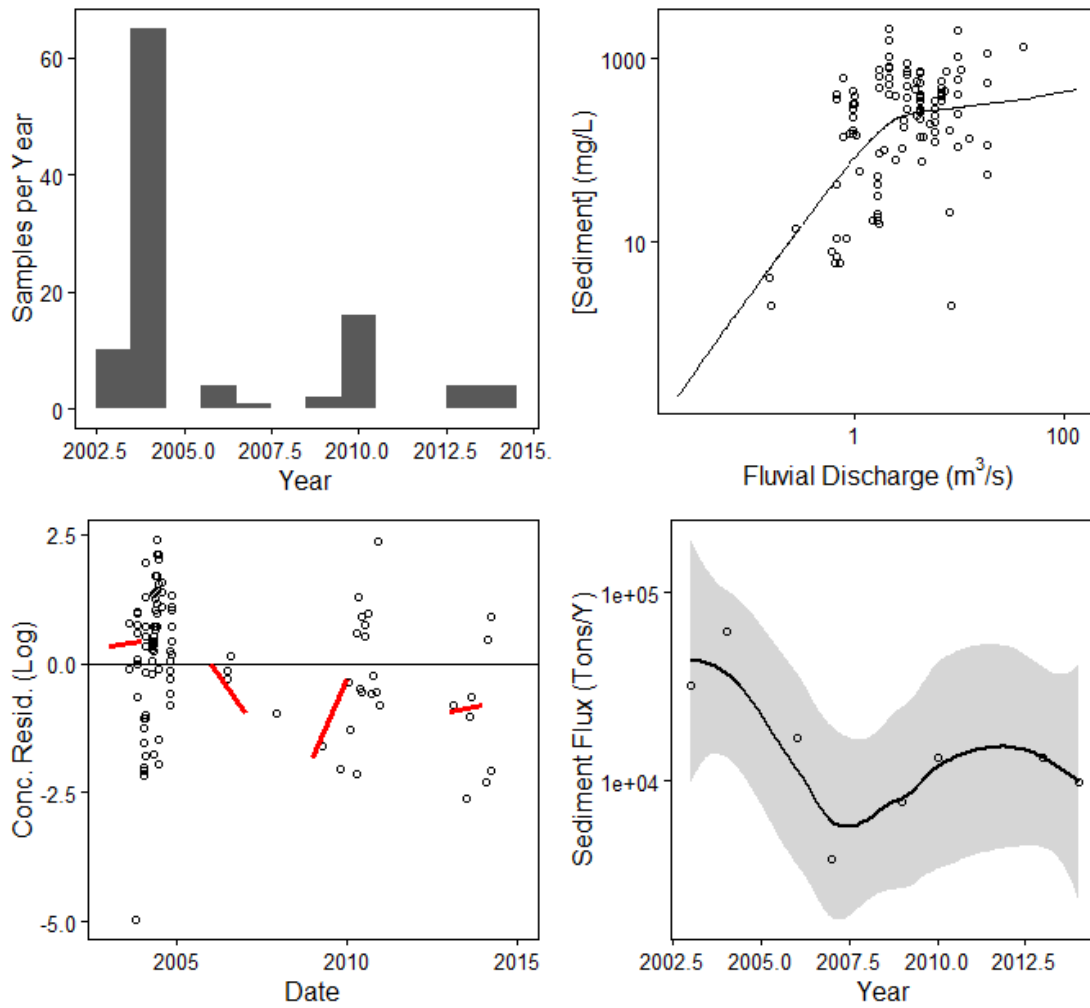 60
40
20
0
Samples per Year
2002.5 2005.0 2007.5 2010.0 2012.5 2015.
Year
1000
10
[Sediment] (mg/L)
1 100
Fluvial Discharge (m³/s)
2.5
0.0
-2.5
-5.0
Conc. Resid. (Log)
2005 2010 2015
Date
1e+05
1e+04
Sediment Flux (Tons/Y)
2002.5 2005.0 2007.5 2010.0 2012.5
Year